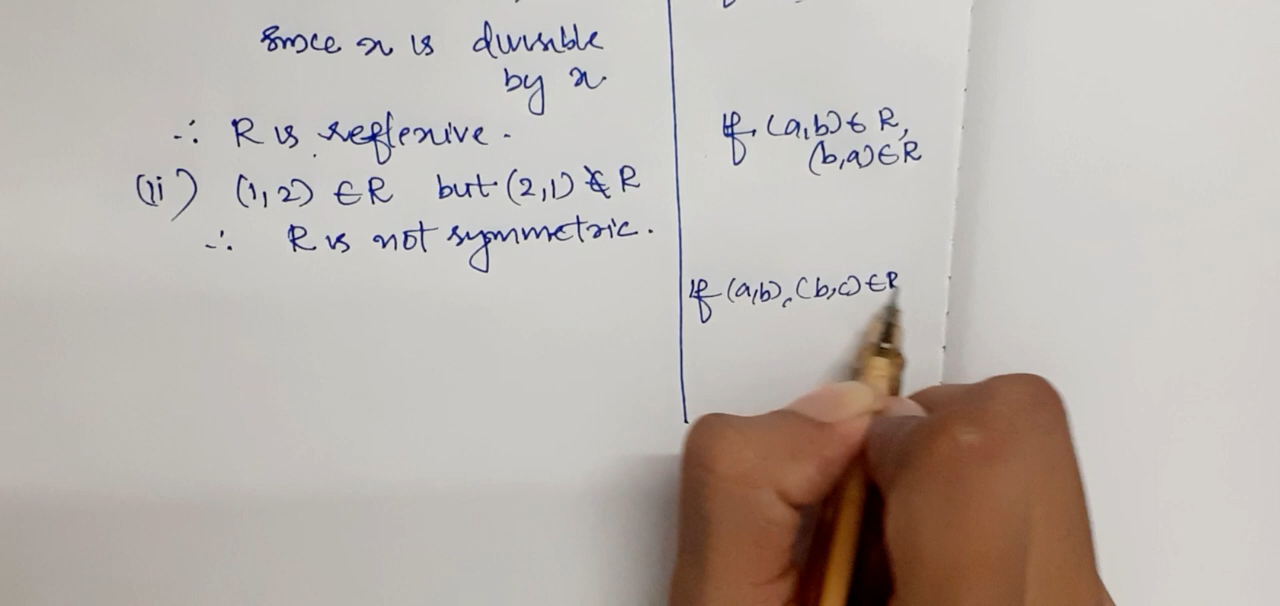 since x is divisible
by x
∴ R is reflexive.
(ii) (1,2) ∈ R but (2,1) ∉ R
∴ R is not symmetric.
If (a,b) ∈ R,
(b,a) ∈ R
If (a,b), (b,c) ∈ R